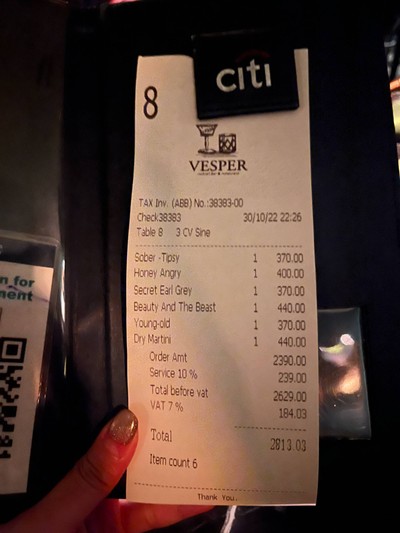 citi
8
VESPER
TAX Inv. (ABB) No.:38383-00
Check38383 30/10/22 22:26
Table 8 3 CV Sine
Sober -Tipsy 1 370.00
Honey Angry 1 400.00
Secret Earl Grey 1 370.00
Beauty And The Beast 1 440.00
Young-old 1 370.00
Dry Martini 1 440.00
Order Amt 2390.00
Service 10 % 239.00
Total before vat 2629.00
VAT 7 % 184.03
Total 2813.03
Item count 6
Thank You.
n for
ment